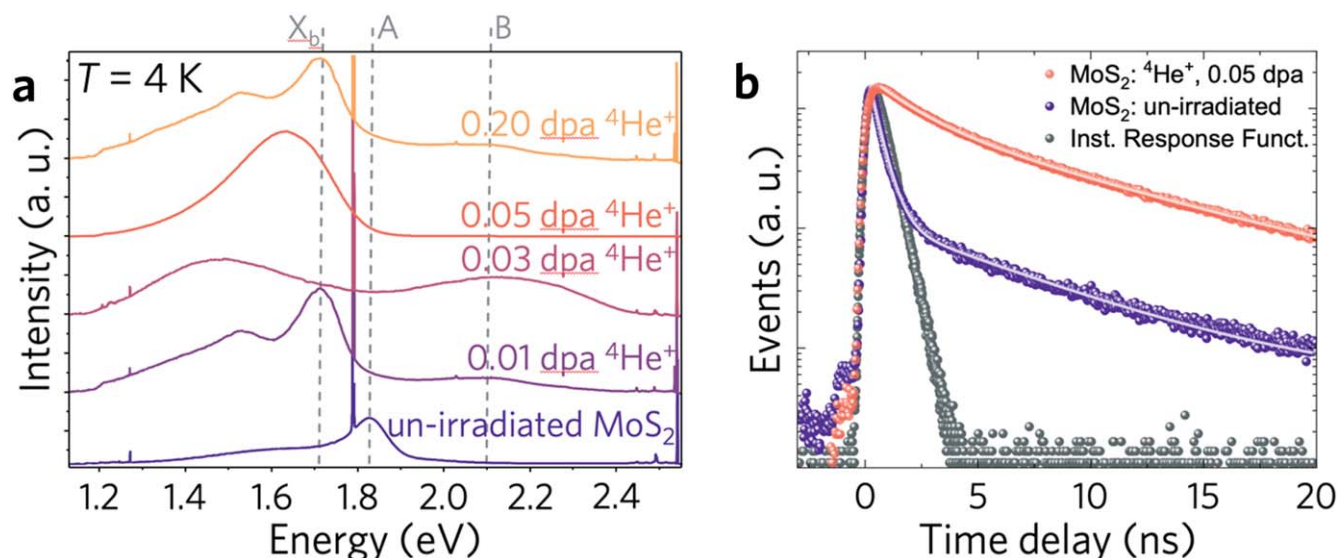 a
T = 4 K
X_b A B
0.20 dpa ⁴He⁺
0.05 dpa ⁴He⁺
0.03 dpa ⁴He⁺
0.01 dpa ⁴He⁺
un-irradiated MoS₂
Intensity (a. u.)
1.2 1.4 1.6 1.8 2.0 2.2 2.4
Energy (eV)
b
MoS₂: ⁴He⁺, 0.05 dpa
MoS₂: un-irradiated
Inst. Response Funct.
Events (a. u.)
0 5 10 15 20
Time delay (ns)